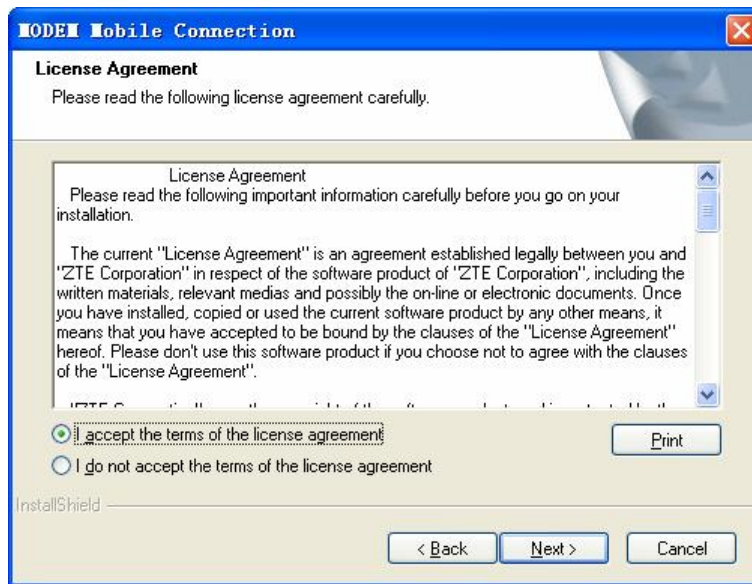 MODEM Mobile Connection
License Agreement
Please read the following license agreement carefully.
License Agreement
Please read the following important information carefully before you go on your
installation.
The current "License Agreement" is an agreement established legally between you and
"ZTE Corporation" in respect of the software product of "ZTE Corporation", including the
written materials, relevant medias and possibly the on-line or electronic documents. Once
you have installed, copied or used the current software product by any other means, it
means that you have accepted to be bound by the clauses of the "License Agreement"
hereof. Please don't use this software product if you choose not to agree with the clauses
of the "License Agreement".
I accept the terms of the license agreement
Print
I do not accept the terms of the license agreement
InstallShield
< Back
Next >
Cancel